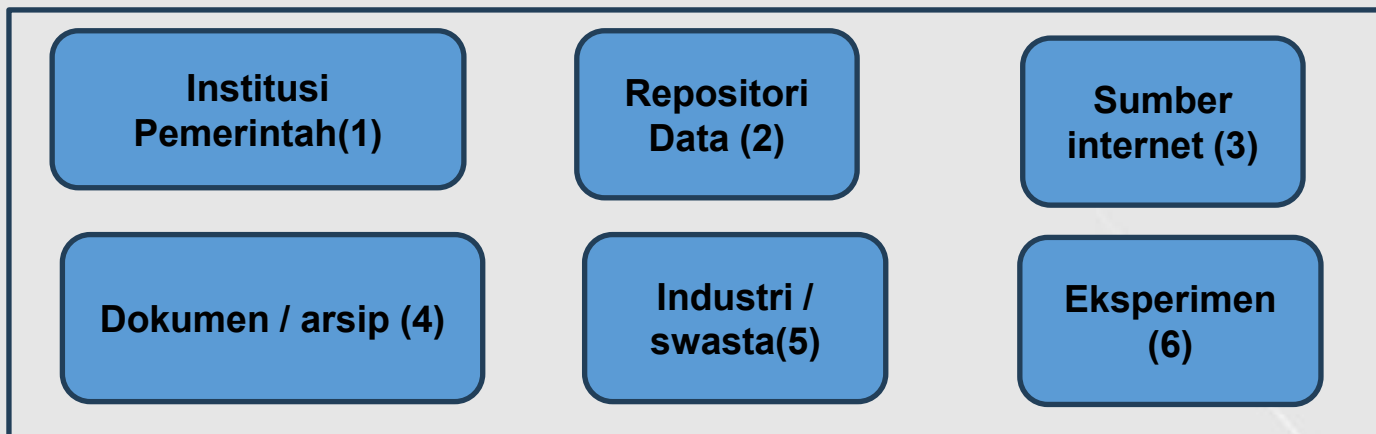 Institusi
Pemerintah(1)
Repositori
Data (2)
Sumber
internet (3)
Dokumen / arsip (4)
Industri /
swasta(5)
Eksperimen
(6)